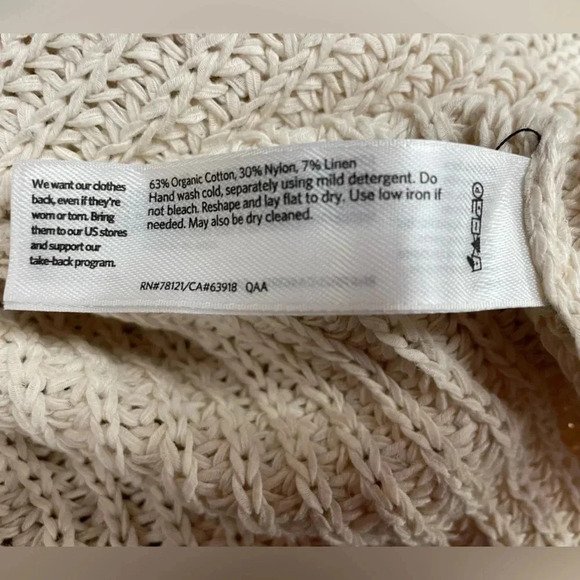 We want our clothes
back, even if they're
worn or torn. Bring
them to our US stores
and support our
take-back program.
63% Organic Cotton, 30% Nylon, 7% Linen
Hand wash cold, separately using mild detergent. Do
not bleach. Reshape and lay flat to dry. Use low iron if
needed. May also be dry cleaned.
RN#78121/CA#63918 QAA